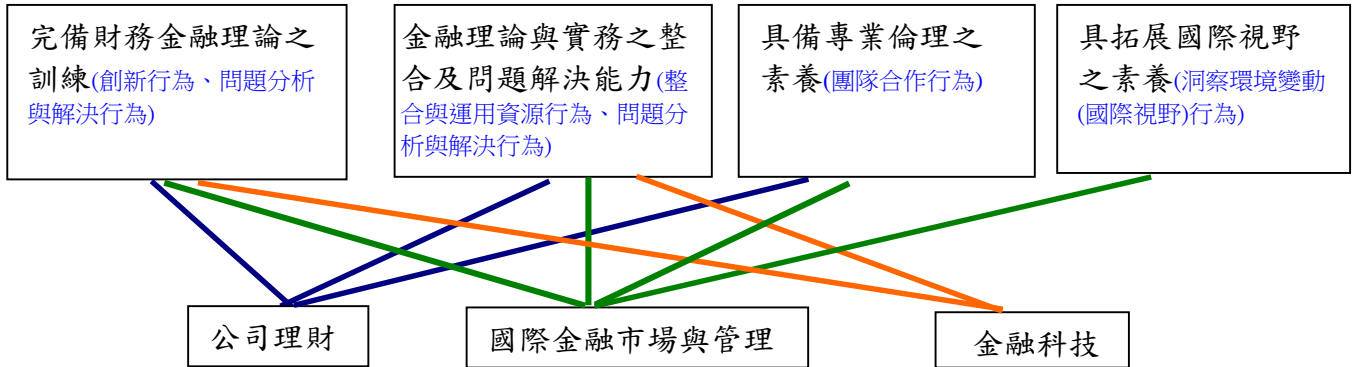 完備財務金融理論之
訓練(創新行為、問題分析
與解決行為)
金融理論與實務之整
合及問題解決能力(整
合與運用資源行為、問題分
析與解決行為)
具備專業倫理之
素養(團隊合作行為)
具拓展國際視野
之素養(洞察環境變動
(國際視野)行為)
公司理財
國際金融市場與管理
金融科技